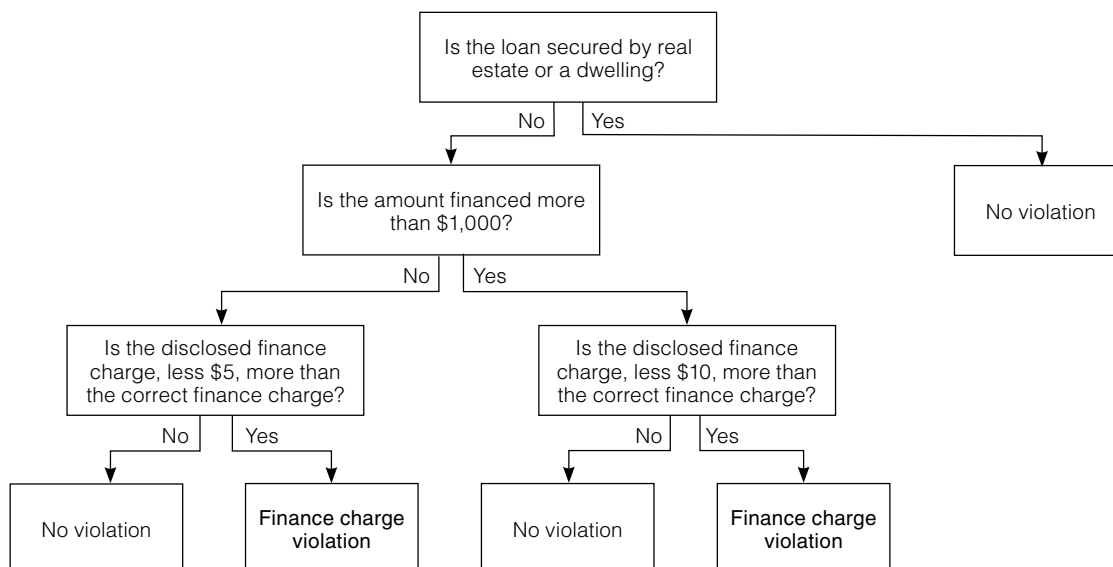 Is the loan secured by real
estate or a dwelling?
No
Yes
Is the amount financed more
than $1,000?
No violation
No
Yes
Is the disclosed finance
charge, less $5, more than
the correct finance charge?
Is the disclosed finance
charge, less $10, more than
the correct finance charge?
No
Yes
No
Yes
No violation
Finance charge
violation
No violation
Finance charge
violation